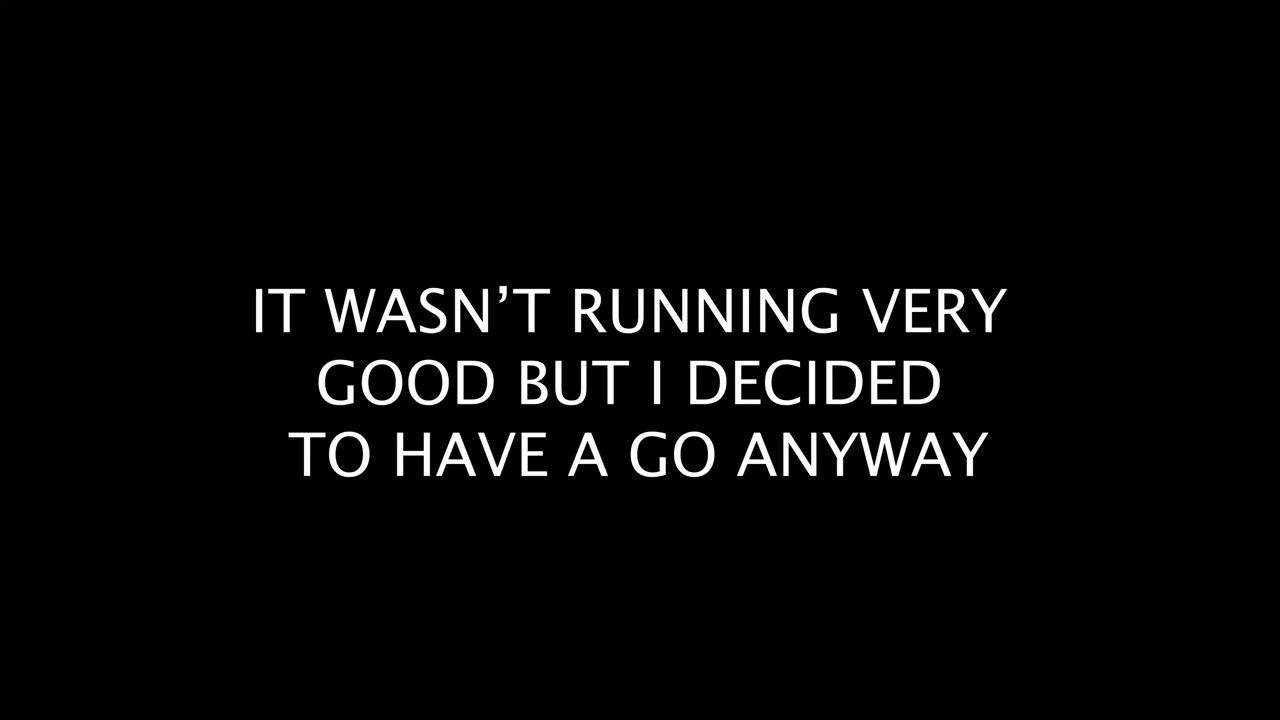 IT WASN’T RUNNING VERY
GOOD BUT I DECIDED
TO HAVE A GO ANYWAY